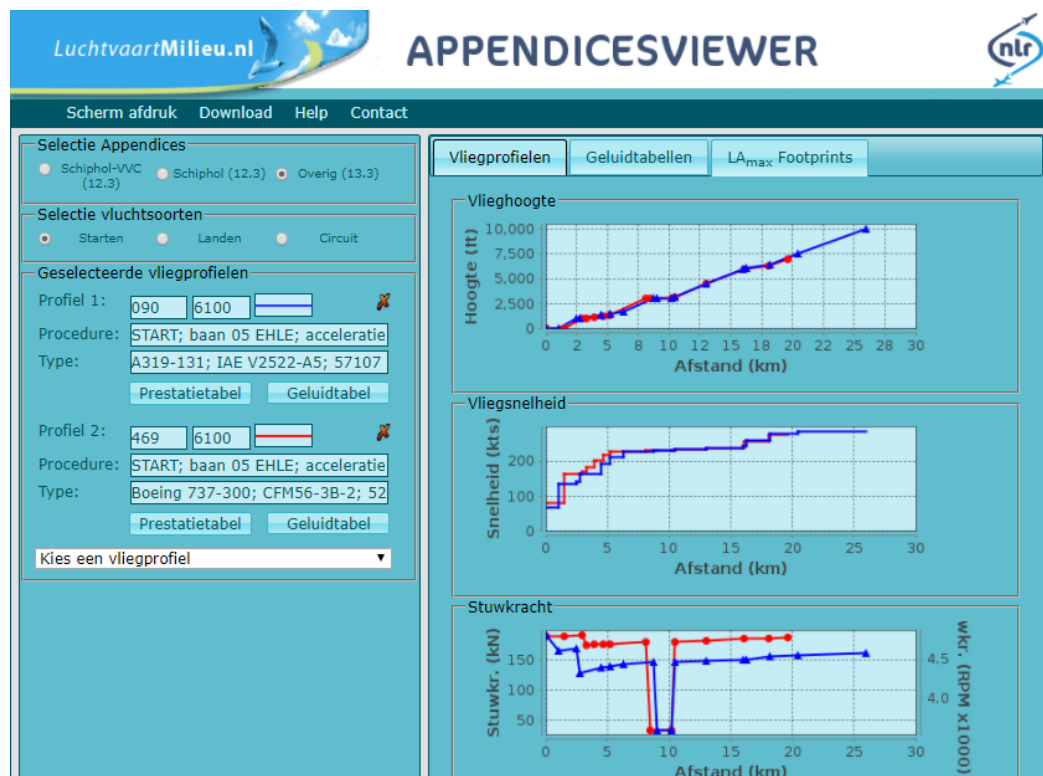 LuchtvaartMilieu.nl
APPENDICESVIEWER
nlr
Scherm afdruk Download Help Contact
Selectie Appendices
Schiphol-VVC (12.3) Schiphol (12.3) Overig (13.3)
Selectie vluchtsoorten
Starten Landen Circuit
Geselecteerde vliegprofielen
Profiel 1: 090 6100
Procedure: START; baan 05 EHLE; acceleratie
Type: A319-131; IAE V2522-A5; 57107
Prestatietabel Geluidtabel
Profiel 2: 469 6100
Procedure: START; baan 05 EHLE; acceleratie
Type: Boeing 737-300; CFM56-3B-2; 52
Prestatietabel Geluidtabel
Kies een vliegprofiel
Vliegprofielen Geluidtabellen LAmax Footprints
Vlieghoogte
Hoogte (ft)
10,000
7,500
5,000
2,500
0
0 2 5 8 10 12 15 18 20 22 25 28 30
Afstand (km)
Vliegsnelheid
Snelheid (kts)
200
100
0
0 5 10 15 20 25 30
Afstand (km)
Stuwkracht
Stuwkr. (kN)
150
100
50
4.5
4.0
wkr. (RPM x1000)
0 5 10 15 20 25 30
Afstand (km)